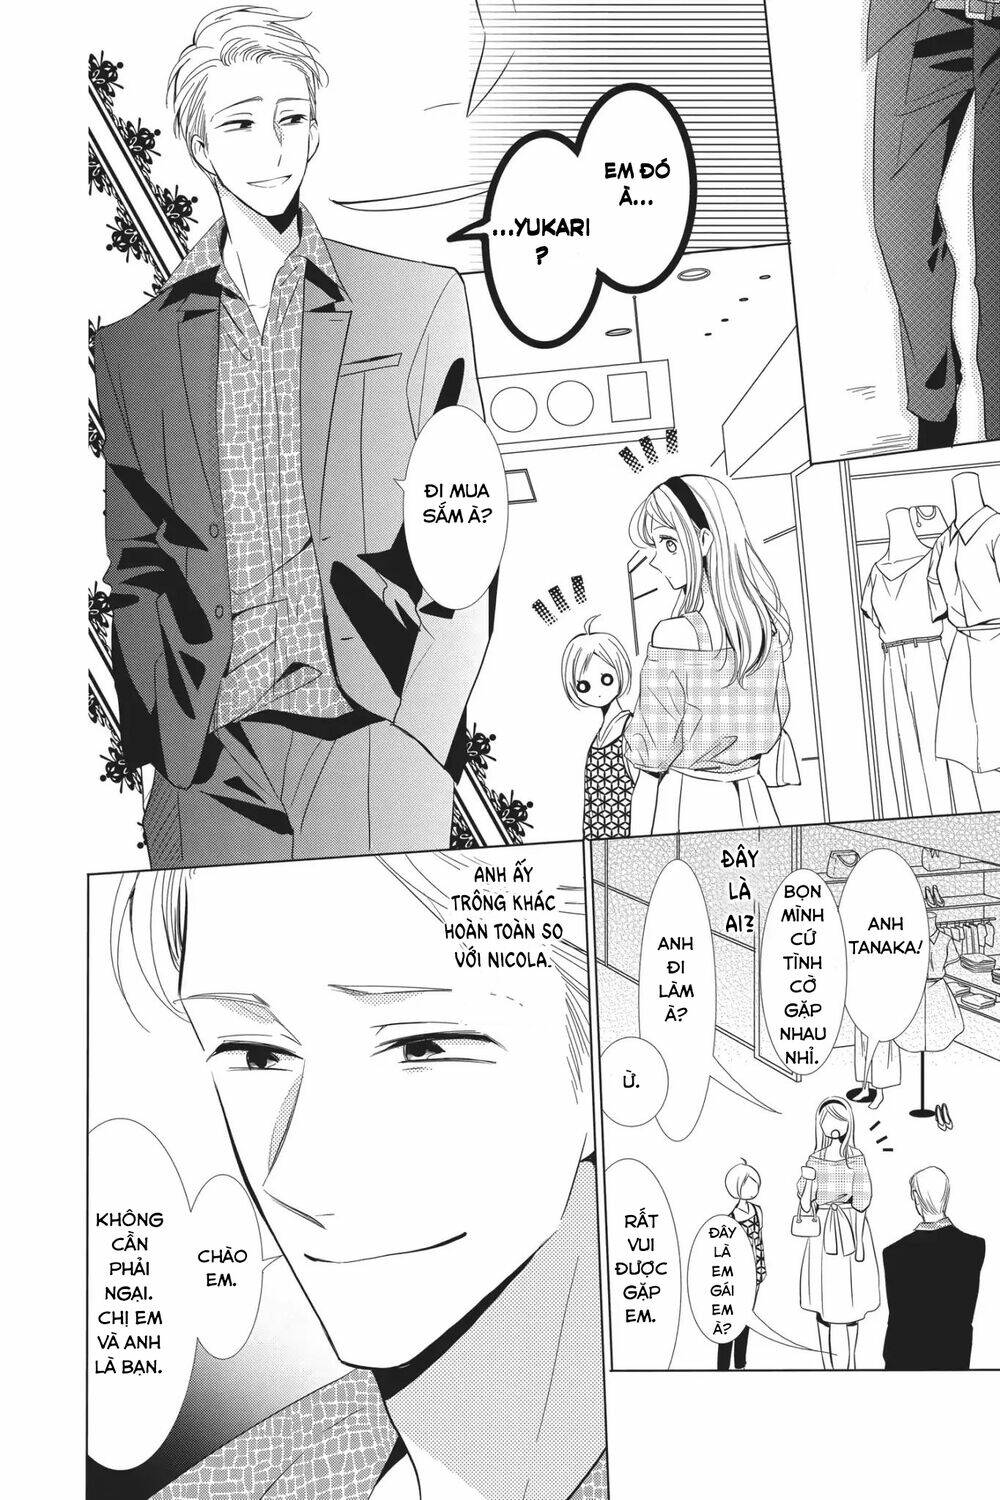 EM ĐÓ
À...
...YUKARI
?
ĐI MUA
SẮM À?
ANH
TANAKA!
BỌN
MÌNH
CỨ
TÌNH
CỜ
GẶP
NHAU
NHỈ.
ĐÂY
LÀ
AI?
ANH
ĐI
LÀM
À?
Ừ.
ĐÂY
LÀ
EM
GÁI
EM
À?
RẤT
VUI
ĐƯỢC
GẶP
EM.
ANH ẤY
TRÔNG KHÁC
HOÀN TOÀN SO
VỚI NICOLA.
CHÀO
EM.
KHÔNG
CẦN
PHẢI
NGẠI.
CHỊ EM
VÀ ANH
LÀ BẠN.